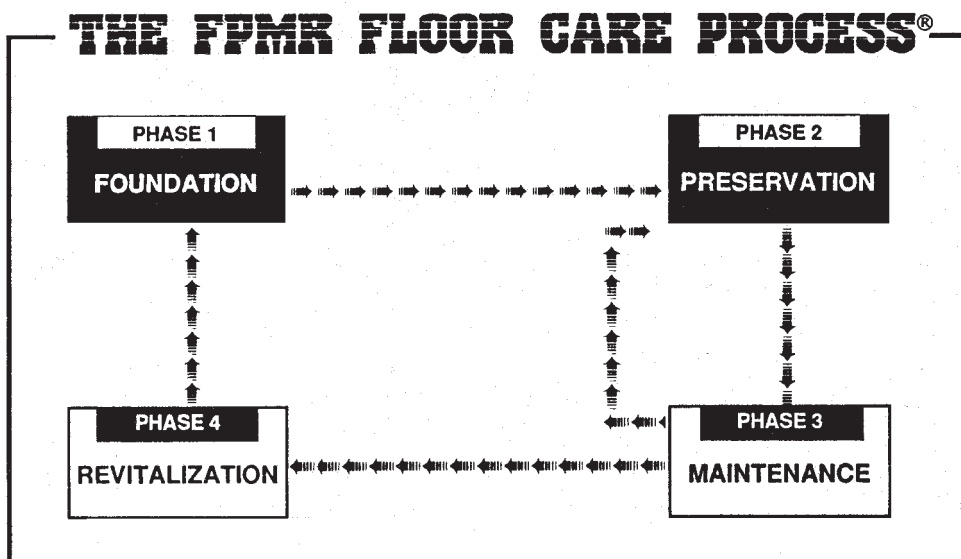 THE FPMR FLOOR CARE PROCESS®
PHASE 1
FOUNDATION
PHASE 2
PRESERVATION
PHASE 4
REVITALIZATION
PHASE 3
MAINTENANCE